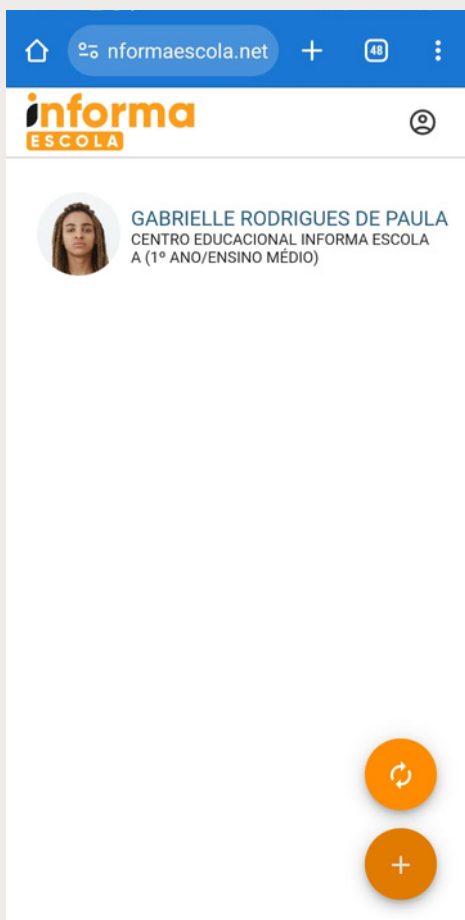 nformaescola.net
48
informa
ESCOLA
GABRIELLE RODRIGUES DE PAULA
CENTRO EDUCACIONAL INFORMA ESCOLA
A (1º ANO/ENSINO MÉDIO)